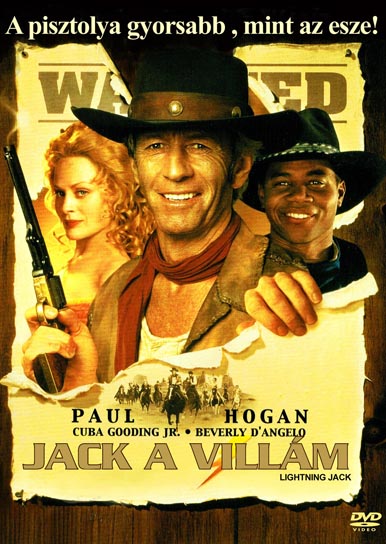 A pisztolya gyorsabb , mint az esze!
WANTED
PAUL HOGAN
CUBA GOODING JR. • BEVERLY D'ANGELO
JACK A VILLÁM
LIGHTNING JACK
DVD
VIDEO